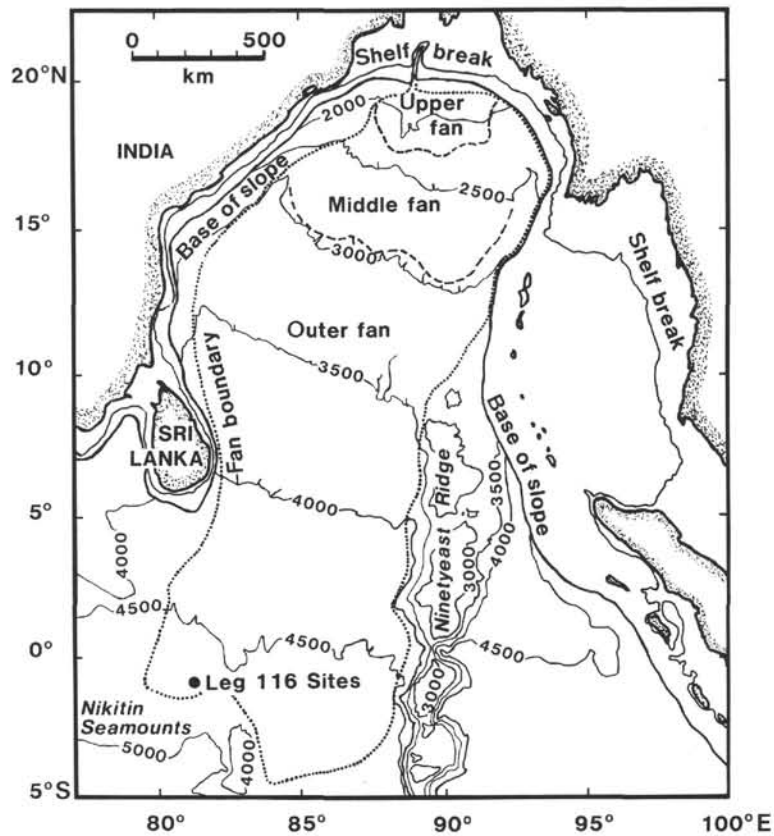 0 500
km
Shelf break
20°N
2000
Upper
fan
INDIA
Base of slope
2500
Middle fan
15°
3000
Shelf break
Outer fan
10°
3500
Fan boundary
SRI
LANKA
Base of slope
Ninetyeast Ridge
3500
4000
3000
5°
4000
4000
4500
4500
4500
0°
Leg 116 Sites
3000
Nikitin
Seamounts
5000
4000
4000
5°S
80° 85° 90° 95° 100°E